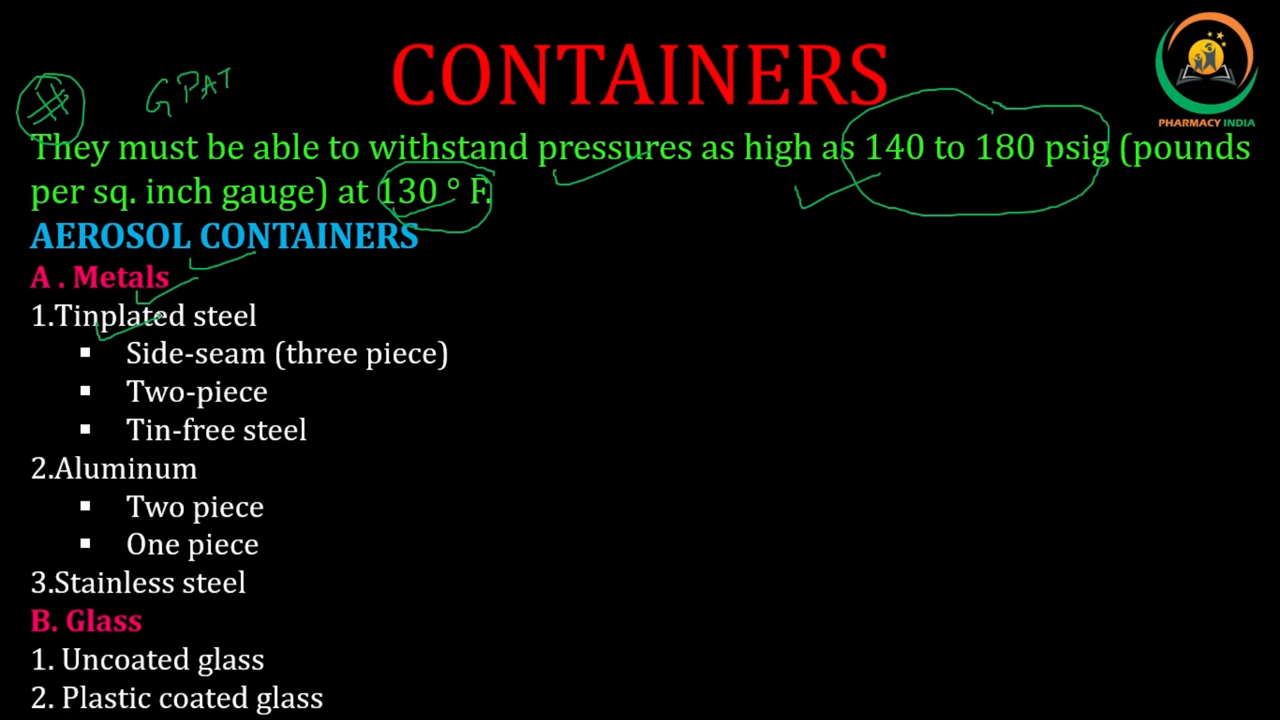 CONTAINERS
PHARMACY INDIA
# GPAT
They must be able to withstand pressures as high as 140 to 180 psig (pounds
per sq. inch gauge) at 130 ° F.
AEROSOL CONTAINERS
A . Metals
1.Tinplated steel
▪ Side-seam (three piece)
▪ Two-piece
▪ Tin-free steel
2.Aluminum
▪ Two piece
▪ One piece
3.Stainless steel
B. Glass
1. Uncoated glass
2. Plastic coated glass